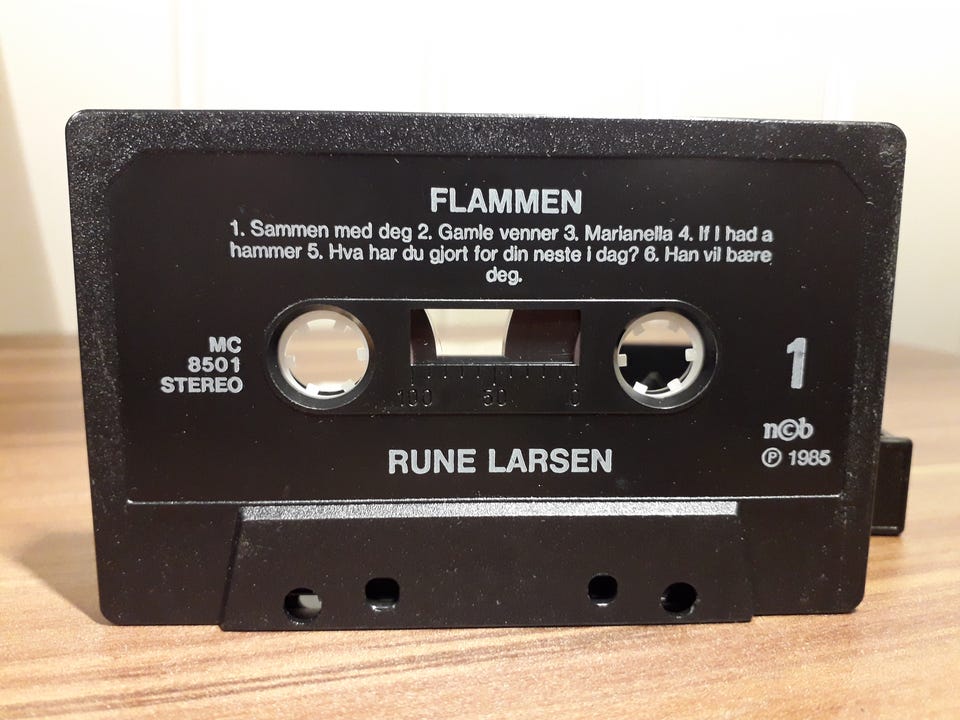 FLAMMEN
1. Sammen med deg 2. Gamle venner 3. Marianella 4. If I had a
hammer 5. Hva har du gjort for din neste i dag? 6. Han vil bære
deg.
MC
8501
STEREO
1
100 50 0
n©b
RUNE LARSEN
℗ 1985